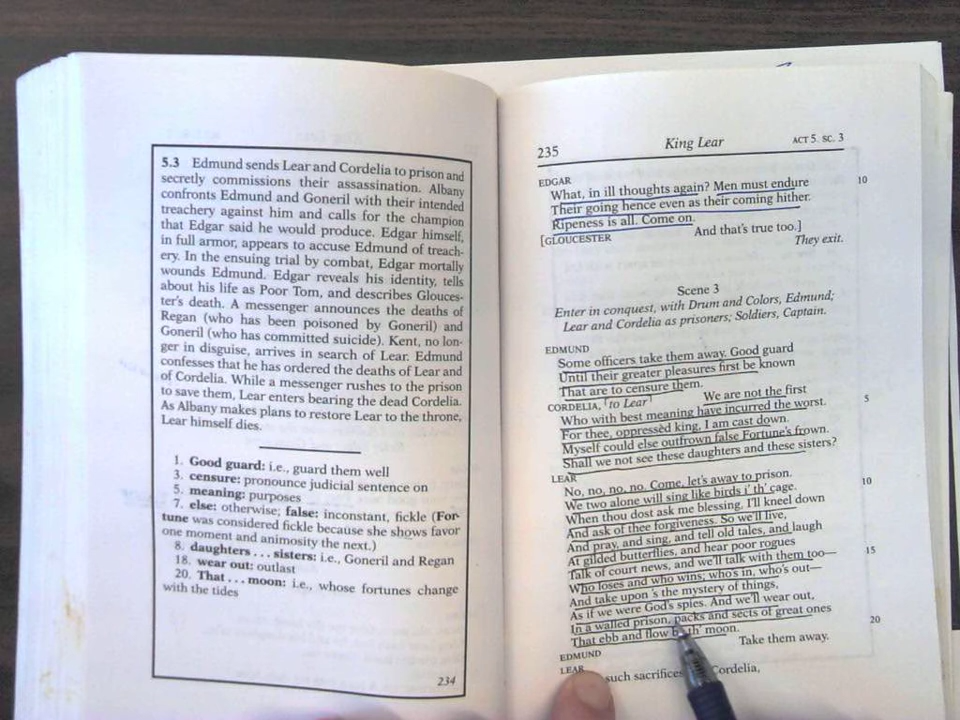 5.3 Edmund sends Lear and Cordelia to prison and
secretly commissions their assassination. Albany
confronts Edmund and Goneril with their intended
treachery against him and calls for the champion
that Edgar said he would produce. Edgar himself,
in full armor, appears to accuse Edmund of treach-
ery. In the ensuing trial by combat, Edgar mortally
wounds Edmund. Edgar reveals his identity, tells
about his life as Poor Tom, and describes Glouces-
ter's death. A messenger announces the deaths of
Regan (who has been poisoned by Goneril) and
Goneril (who has committed suicide). Kent, no lon-
ger in disguise, arrives in search of Lear. Edmund
confesses that he has ordered the deaths of Lear and
of Cordelia. While a messenger rushes to the prison
to save them, Lear enters bearing the dead Cordelia.
As Albany makes plans to restore Lear to the throne,
Lear himself dies.
1. Good guard: i.e., guard them well
3. censure: pronounce judicial sentence on
5. meaning: purposes
7. else: otherwise; false: inconstant, fickle (For-
tune was considered fickle because she shows favor
one moment and animosity the next.)
8. daughters . . . sisters: i.e., Goneril and Regan
18. wear out: outlast
20. That . . . moon: i.e., whose fortunes change
with the tides
234
235 King Lear ACT 5. SC. 3
EDGAR
What, in ill thoughts again? Men must endure 10
Their going hence even as their coming hither.
Ripeness is all. Come on.
[GLOUCESTER And that's true too.]
They exit.
Scene 3
Enter in conquest, with Drum and Colors, Edmund;
Lear and Cordelia as prisoners; Soldiers, Captain.
EDMUND
Some officers take them away. Good guard
Until their greater pleasures first be known
That are to censure them.
CORDELIA, ⌜to Lear⌝ We are not the first
Who with best meaning have incurred the worst. 5
For thee, oppressèd king, I am cast down.
Myself could else outfrown false Fortune's frown.
Shall we not see these daughters and these sisters?
LEAR
No, no, no, no. Come, let's away to prison.
We two alone will sing like birds i' th' cage. 10
When thou dost ask me blessing, I'll kneel down
And ask of thee forgiveness. So we'll live,
And pray, and sing, and tell old tales, and laugh
At gilded butterflies, and hear poor rogues
Talk of court news, and we'll talk with them too— 15
Who loses and who wins; who's in, who's out—
And take upon 's the mystery of things,
As if we were God's spies. And we'll wear out,
In a walled prison, packs and sects of great ones
That ebb and flow by th' moon. 20
EDMUND Take them away.
LEAR
such sacrifices Cordelia,